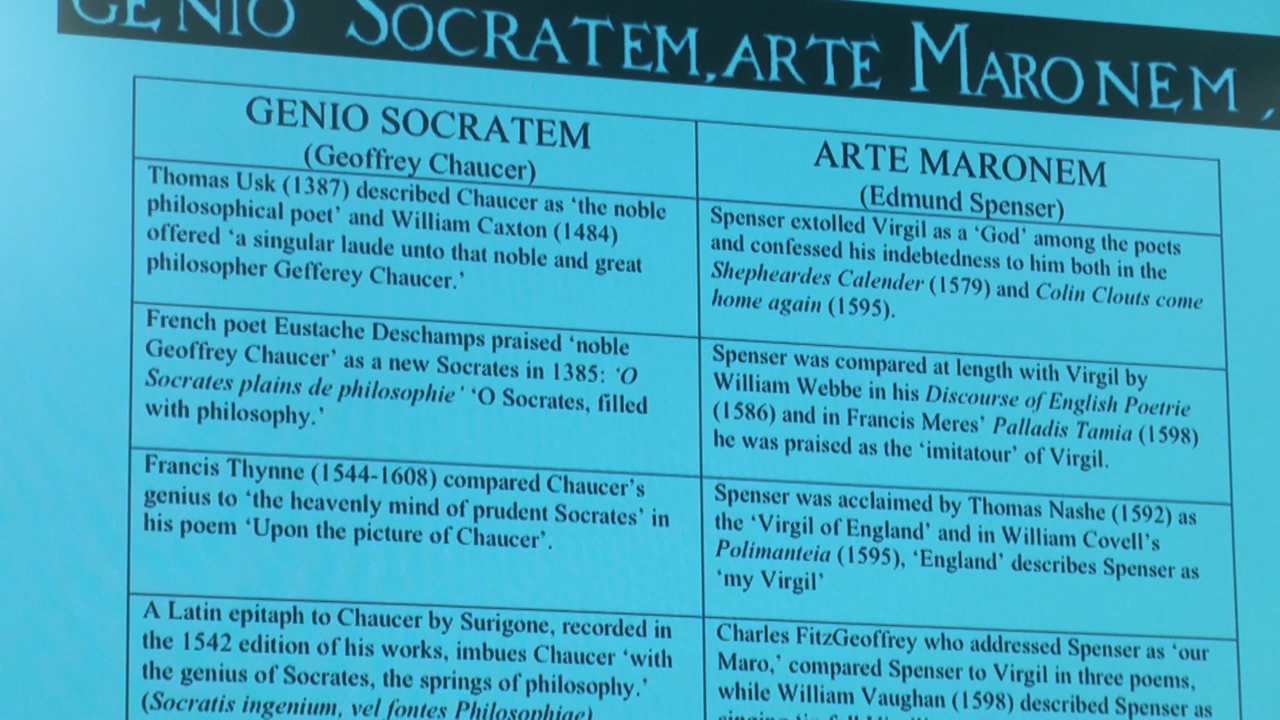 GENIO SOCRATEM, ARTE MARONEM,
GENIO SOCRATEM
(Geoffrey Chaucer)
Thomas Usk (1387) described Chaucer as ‘the noble
philosophical poet’ and William Caxton (1484)
offered ‘a singular laude unto that noble and great
philosopher Gefferey Chaucer.’
French poet Eustache Deschamps praised ‘noble
Geoffrey Chaucer’ as a new Socrates in 1385: ‘O
Socrates plains de philosophie’ ‘O Socrates, filled
with philosophy.’
Francis Thynne (1544-1608) compared Chaucer’s
genius to ‘the heavenly mind of prudent Socrates’ in
his poem ‘Upon the picture of Chaucer’.
A Latin epitaph to Chaucer by Surigone, recorded in
the 1542 edition of his works, imbues Chaucer ‘with
the genius of Socrates, the springs of philosophy.’
(Socratis ingenium, vel fontes Philosophiae)
ARTE MARONEM
(Edmund Spenser)
Spenser extolled Virgil as a ‘God’ among the poets
and confessed his indebtedness to him both in the
Shepheardes Calender (1579) and Colin Clouts come
home again (1595).
Spenser was compared at length with Virgil by
William Webbe in his Discourse of English Poetrie
(1586) and in Francis Meres’ Palladis Tamia (1598)
he was praised as the ‘imitatour’ of Virgil.
Spenser was acclaimed by Thomas Nashe (1592) as
the ‘Virgil of England’ and in William Covell’s
Polimanteia (1595), ‘England’ describes Spenser as
‘my Virgil’
Charles FitzGeoffrey who addressed Spenser as ‘our
Maro,’ compared Spenser to Virgil in three poems,
while William Vaughan (1598) described Spenser as